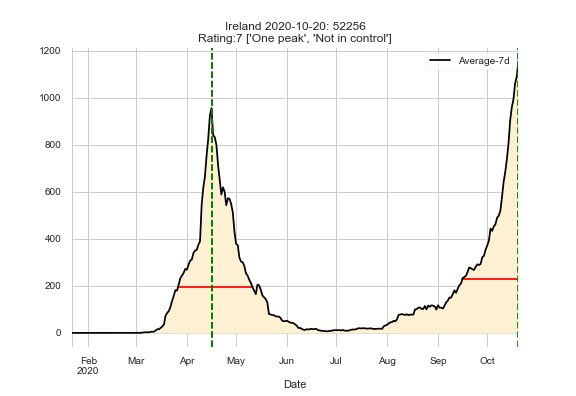 Ireland 2020-10-20: 52256
Rating:7 ['One peak', 'Not in control']
Average-7d
1200
1000
800
600
400
200
0
Feb
2020
Mar
Apr
May
Jun
Jul
Aug
Sep
Oct
Date